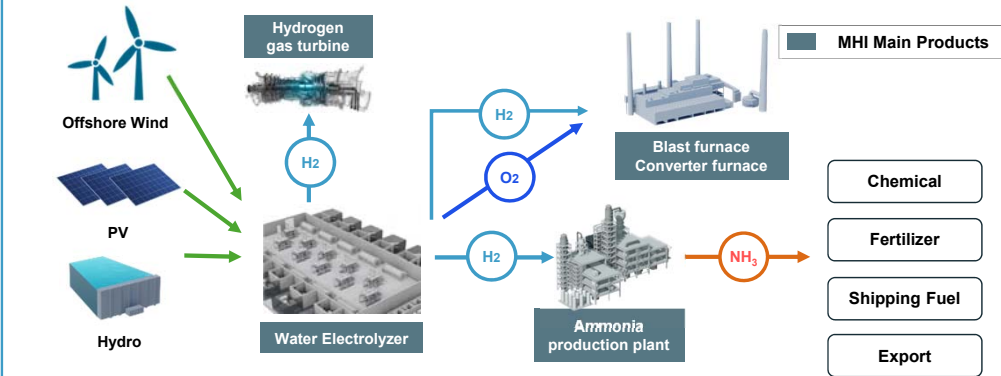 Hydrogen
gas turbine
MHI Main Products
Offshore Wind
H2
H2
O2
Blast furnace
Converter furnace
Chemical
PV
Fertilizer
H2
NH₃
Shipping Fuel
Hydro
Water Electrolyzer
Ammonia
production plant
Export